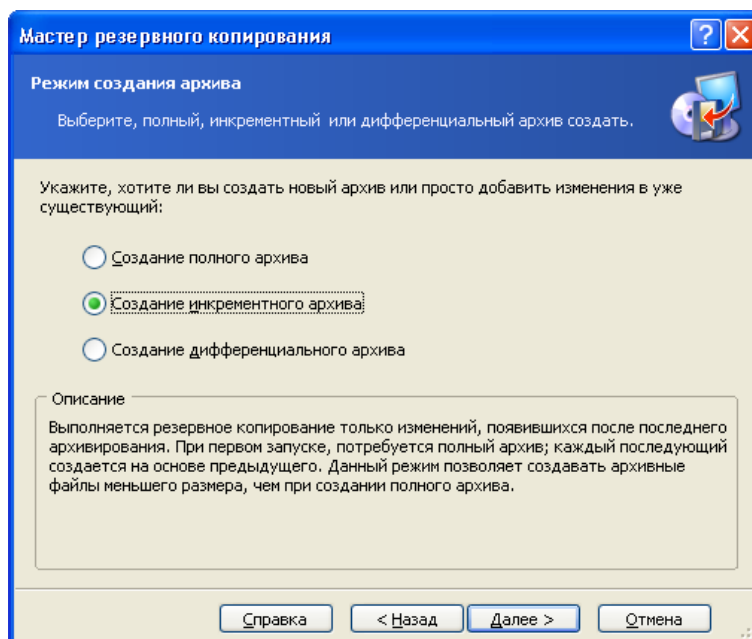 Мастер резервного копирования
Режим создания архива
Выберите, полный, инкрементный или дифференциальный архив создать.
Укажите, хотите ли вы создать новый архив или просто добавить изменения в уже
существующий:
Создание полного архива
Создание инкрементного архива
Создание дифференциального архива
Описание
Выполняется резервное копирование только изменений, появившихся после последнего
архивирования. При первом запуске, потребуется полный архив; каждый последующий
создается на основе предыдущего. Данный режим позволяет создавать архивные
файлы меньшего размера, чем при создании полного архива.
Справка
< Назад
Далее >
Отмена